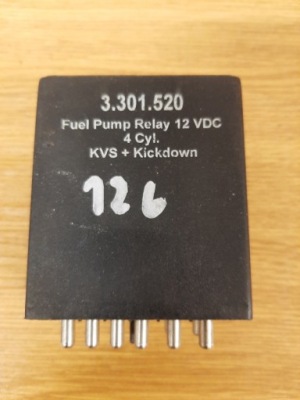 3.301.520
Fuel Pump Relay 12 VDC
4 Cyl.
KVS + Kickdown
126